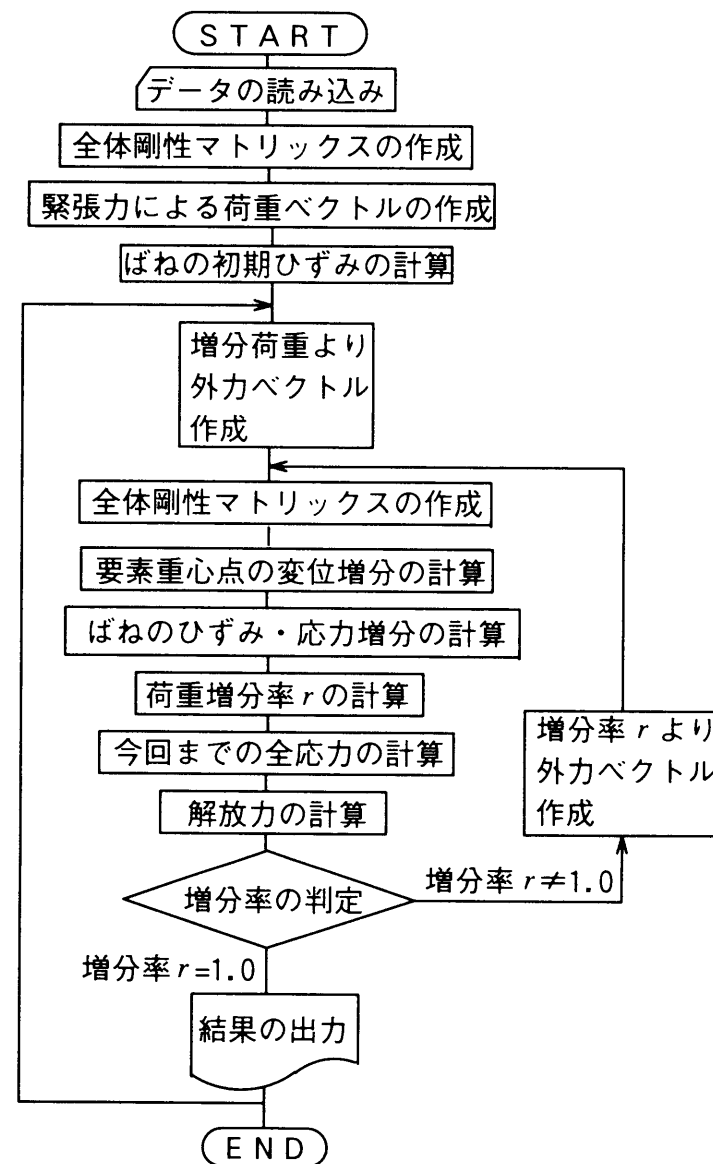 START
データの読み込み
全体剛性マトリックスの作成
緊張力による荷重ベクトルの作成
ばねの初期ひずみの計算
増分荷重より
外力ベクトル
作成
全体剛性マトリックスの作成
要素重心点の変位増分の計算
ばねのひずみ・応力増分の計算
荷重増分率rの計算
今回までの全応力の計算
解放力の計算
増分率rより
外力ベクトル
作成
増分率の判定
増分率r≠1.0
増分率r=1.0
結果の出力
END